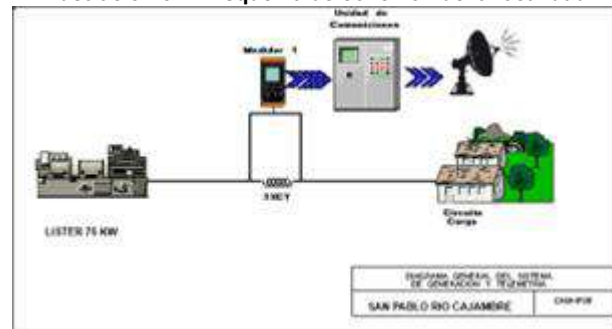 Unidad de
Comunicaciones
Medidor 1
3XCT
LISTER 75 KW
Circuito
Carga
DIAGRAMA GENERAL DEL SISTEMA
DE GENERACION Y TELEMETRIA
SAN PABLO RIO CAJAMBRE